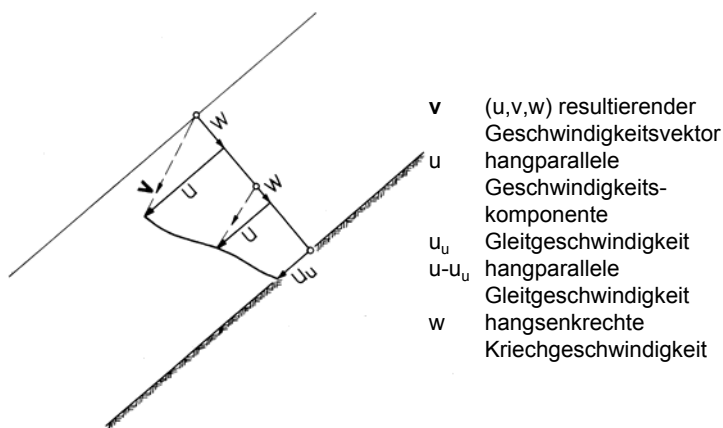 w
v
u
w
u
uᵤ
v (u,v,w) resultierender
Geschwindigkeitsvektor
u hangparallele
Geschwindigkeits-
komponente
uᵤ Gleitgeschwindigkeit
u-uᵤ hangparallele
Gleitgeschwindigkeit
w hangsenkrechte
Kriechgeschwindigkeit